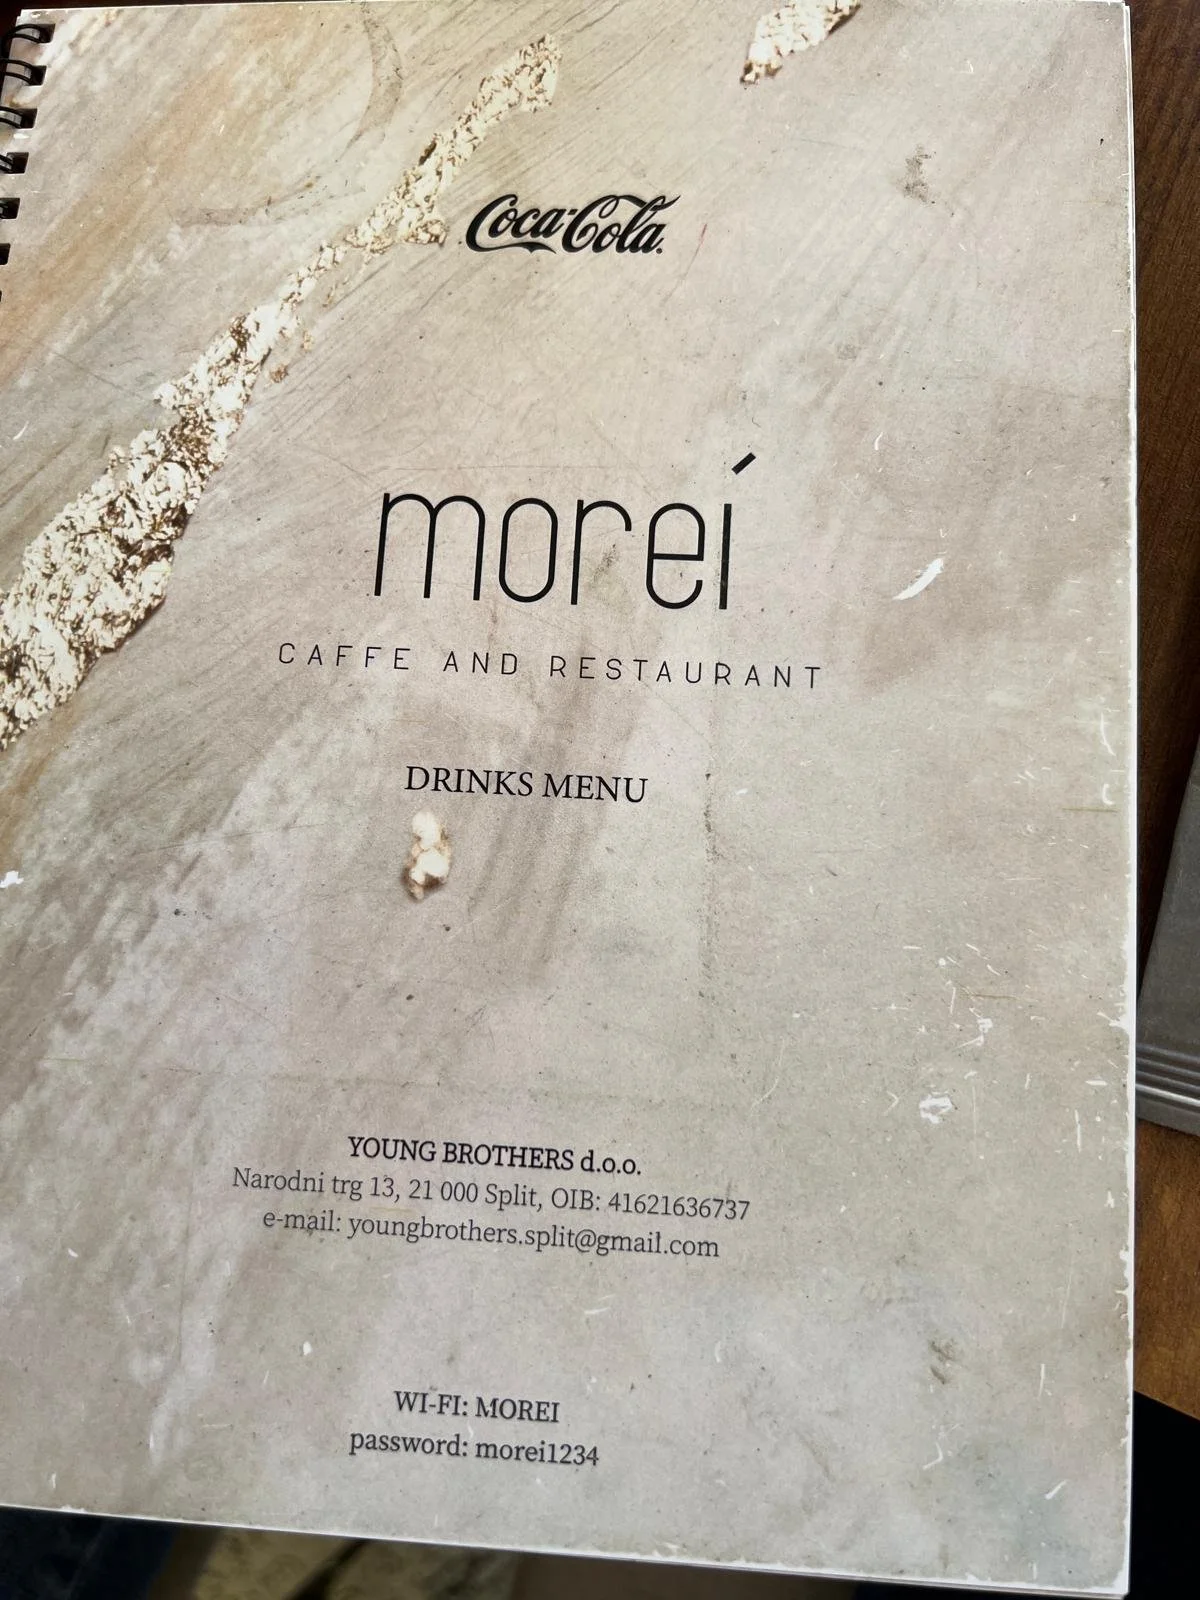 Coca-Cola
moreí
CAFFE AND RESTAURANT
DRINKS MENU
YOUNG BROTHERS d.o.o.
Narodni trg 13, 21 000 Split, OIB: 41621636737
e-mail: youngbrothers.split@gmail.com
WI-FI: MOREI
password: morei1234